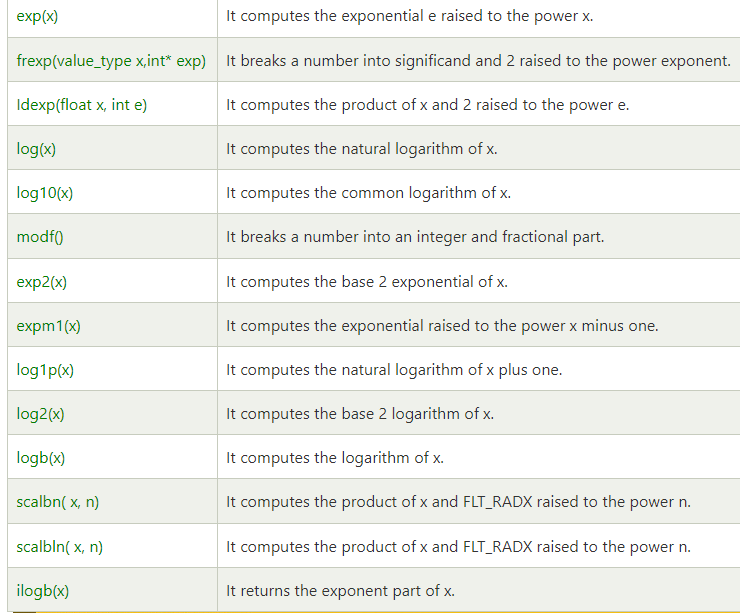 exp(x) It computes the exponential e raised to the power x.
frexp(value_type x,int* exp) It breaks a number into significand and 2 raised to the power exponent.
Idexp(float x, int e) It computes the product of x and 2 raised to the power e.
log(x) It computes the natural logarithm of x.
log10(x) It computes the common logarithm of x.
modf() It breaks a number into an integer and fractional part.
exp2(x) It computes the base 2 exponential of x.
expm1(x) It computes the exponential raised to the power x minus one.
log1p(x) It computes the natural logarithm of x plus one.
log2(x) It computes the base 2 logarithm of x.
logb(x) It computes the logarithm of x.
scalbn( x, n) It computes the product of x and FLT_RADX raised to the power n.
scalbln( x, n) It computes the product of x and FLT_RADX raised to the power n.
ilogb(x) It returns the exponent part of x.